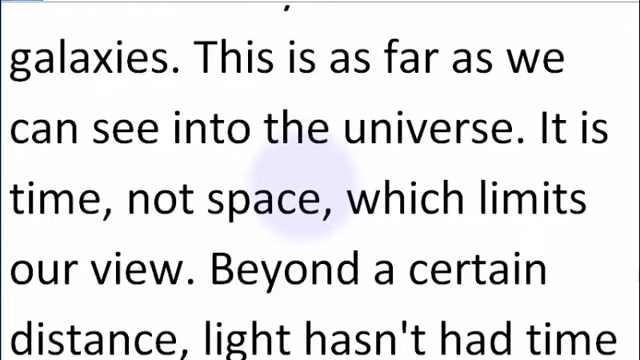 galaxies. This is as far as we
can see into the universe. It is
time, not space, which limits
our view. Beyond a certain
distance, light hasn't had time